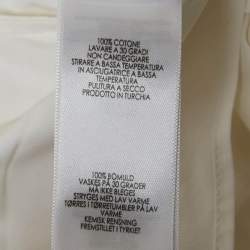 100% COTONE
LAVARE A 30 GRADI
NON CANDEGGIARE
STIRARE A BASSA TEMPERATURA
IN ASCIUGATRICE A BASSA
TEMPERATURA
PULITURA A SECCO
PRODOTTO IN TURCHIA
100% BOMULD
VASKES PÅ 30 GRADER
MA IKKE BLEGES
STRYGES MED LAV VARME
TØRRES I TØRRETUMBLER PÅ LAV
VARME
KEMISK RENSNING
FREMSTILLET I TYRKIET